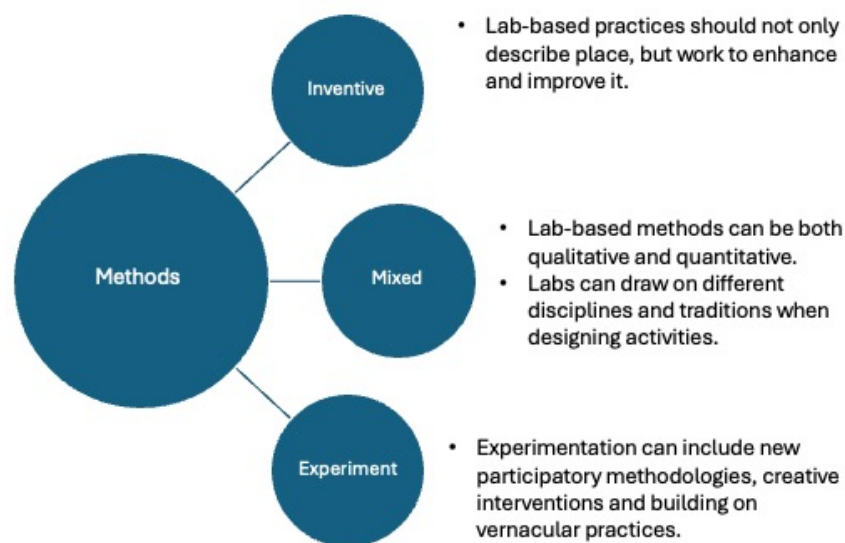 Inventive
• Lab-based practices should not only
describe place, but work to enhance
and improve it.
Methods
Mixed
• Lab-based methods can be both
qualitative and quantitative.
• Labs can draw on different
disciplines and traditions when
designing activities.
Experiment
• Experimentation can include new
participatory methodologies, creative
interventions and building on
vernacular practices.